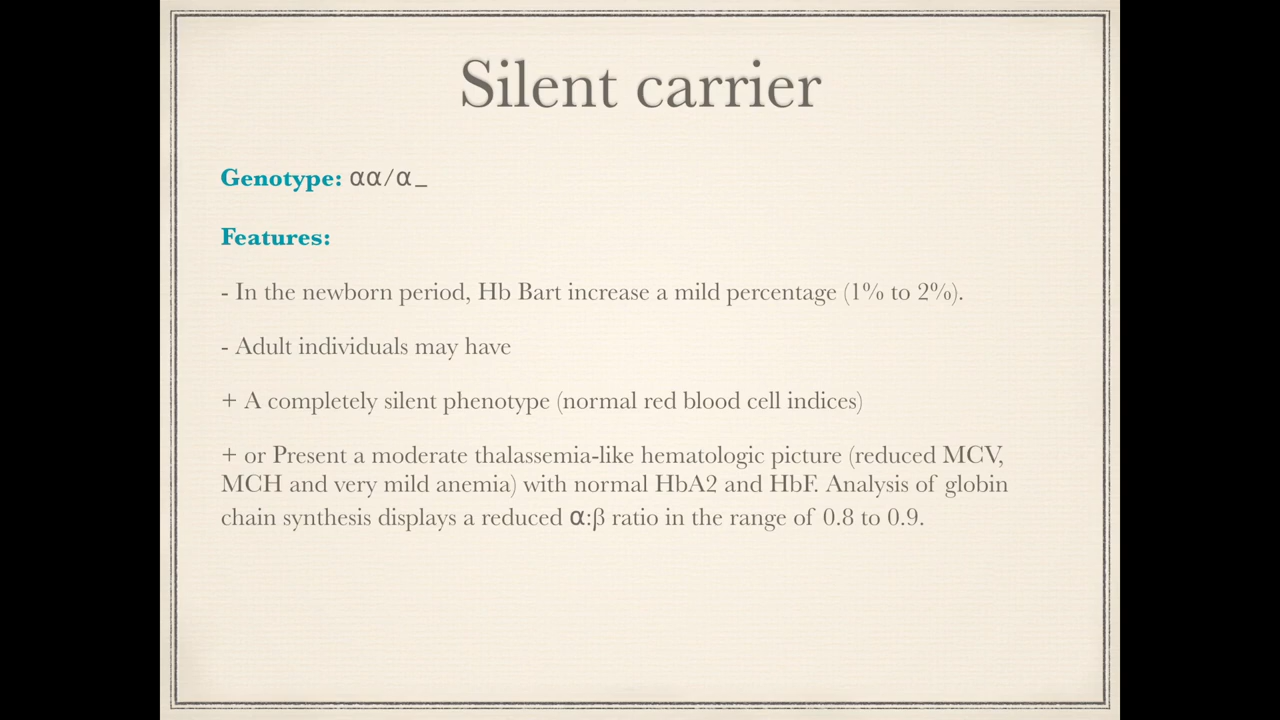 Silent carrier
Genotype: αα/α_
Features:
- In the newborn period, Hb Bart increase a mild percentage (1% to 2%).
- Adult individuals may have
+ A completely silent phenotype (normal red blood cell indices)
+ or Present a moderate thalassemia-like hematologic picture (reduced MCV,
MCH and very mild anemia) with normal HbA2 and HbF. Analysis of globin
chain synthesis displays a reduced α:β ratio in the range of 0.8 to 0.9.